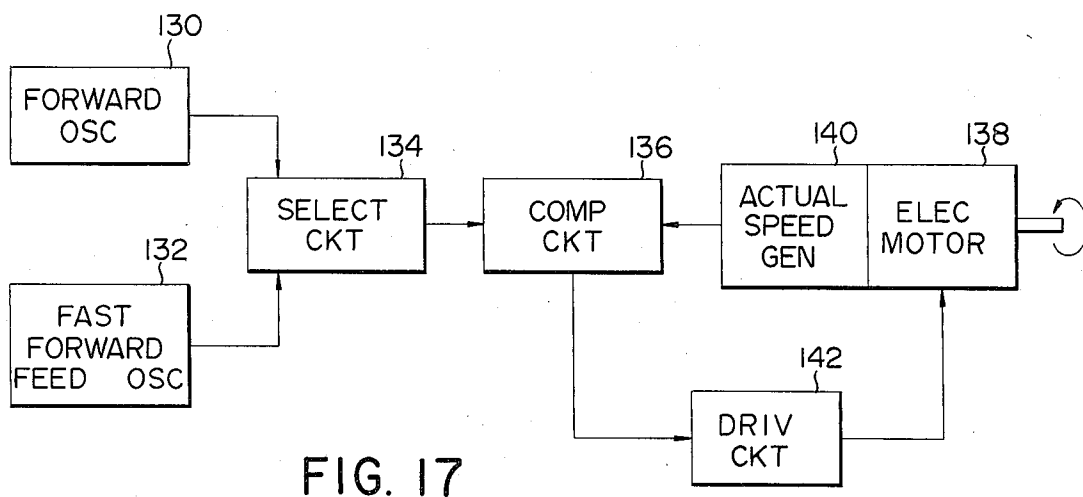 130
FORWARD
OSC
134
SELECT
CKT
136
COMP
CKT
140
ACTUAL
SPEED
GEN
138
ELEC
MOTOR
132
FAST
FORWARD
FEED OSC
142
DRIV
CKT
FIG. 17